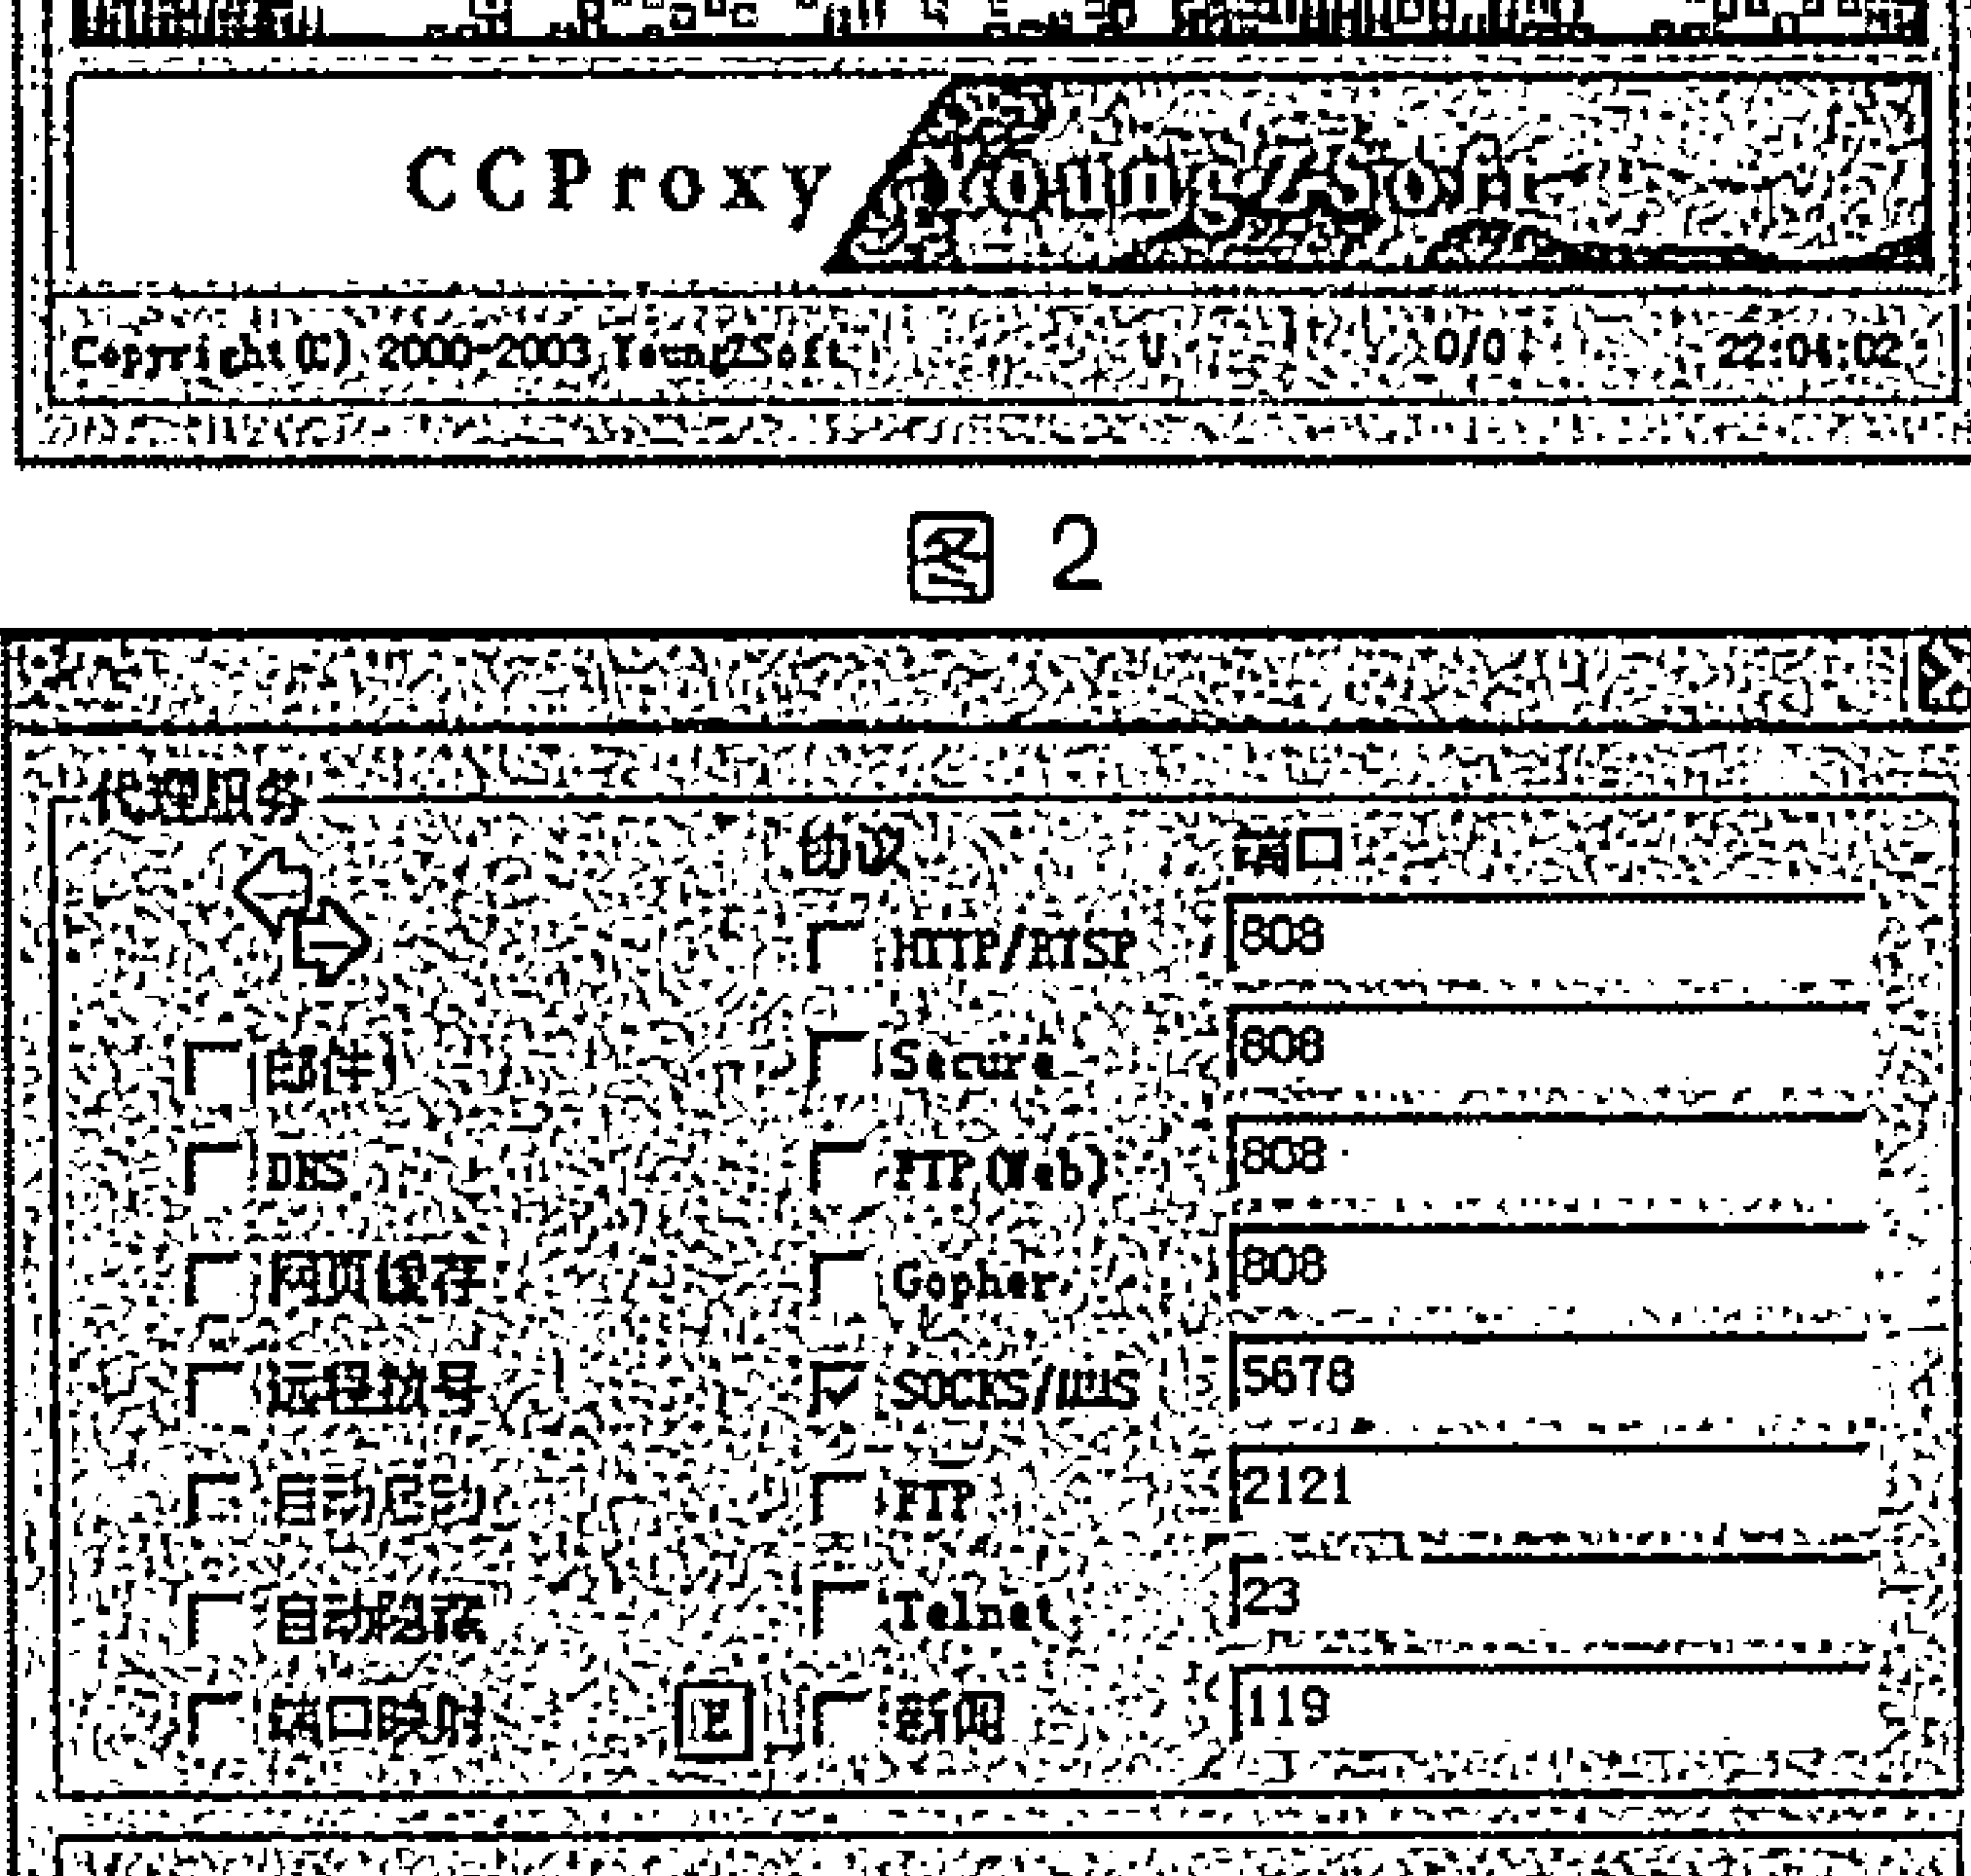 CCProxy YoungZSoft
Copyright(C) 2000-2003 YoungZSoft 0/0 22:04:02
图 2
代理服务
协议 端口
HTTP/RTSP 808
邮件 Secure 808
DNS FTP(Web) 808
网页缓存 Gopher 808
远程拨号 SOCKS/MMS 5678
自动启动 FTP 2121
自动隐藏 Telnet 23
端口映射 E 新闻 119